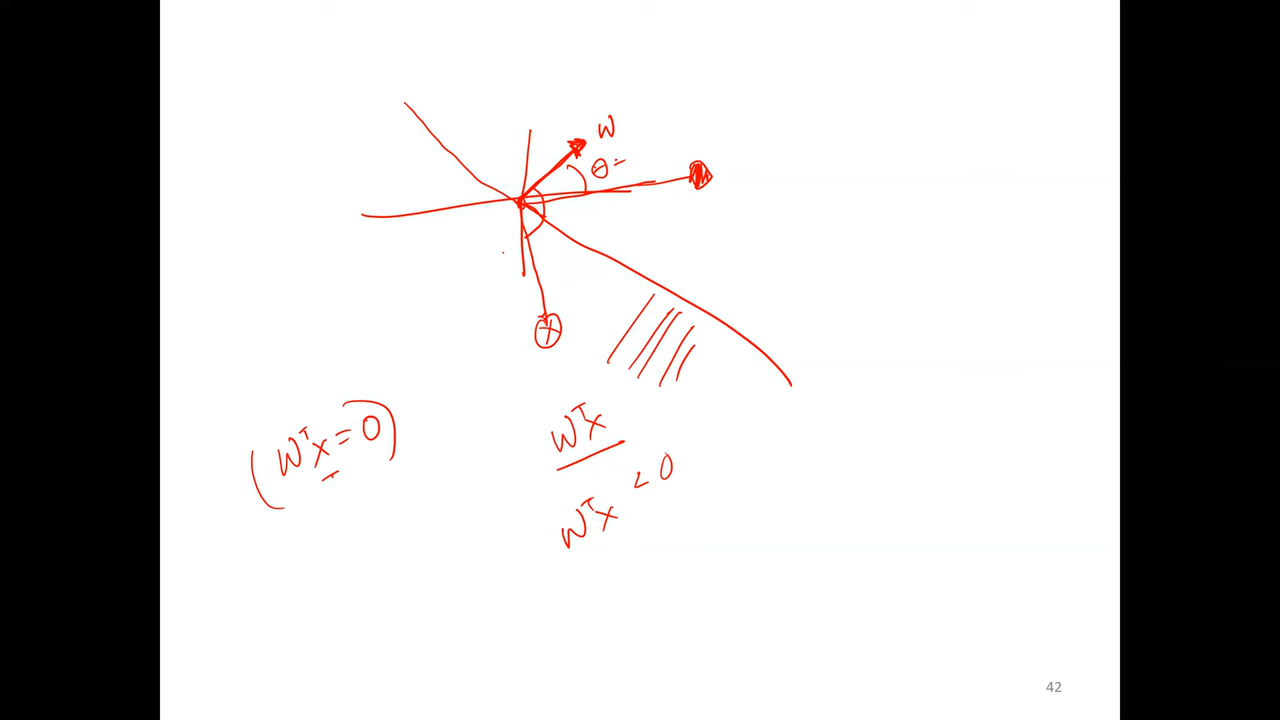 W
θ=
(WᵀX = 0)
WᵀX
WᵀX < 0
42